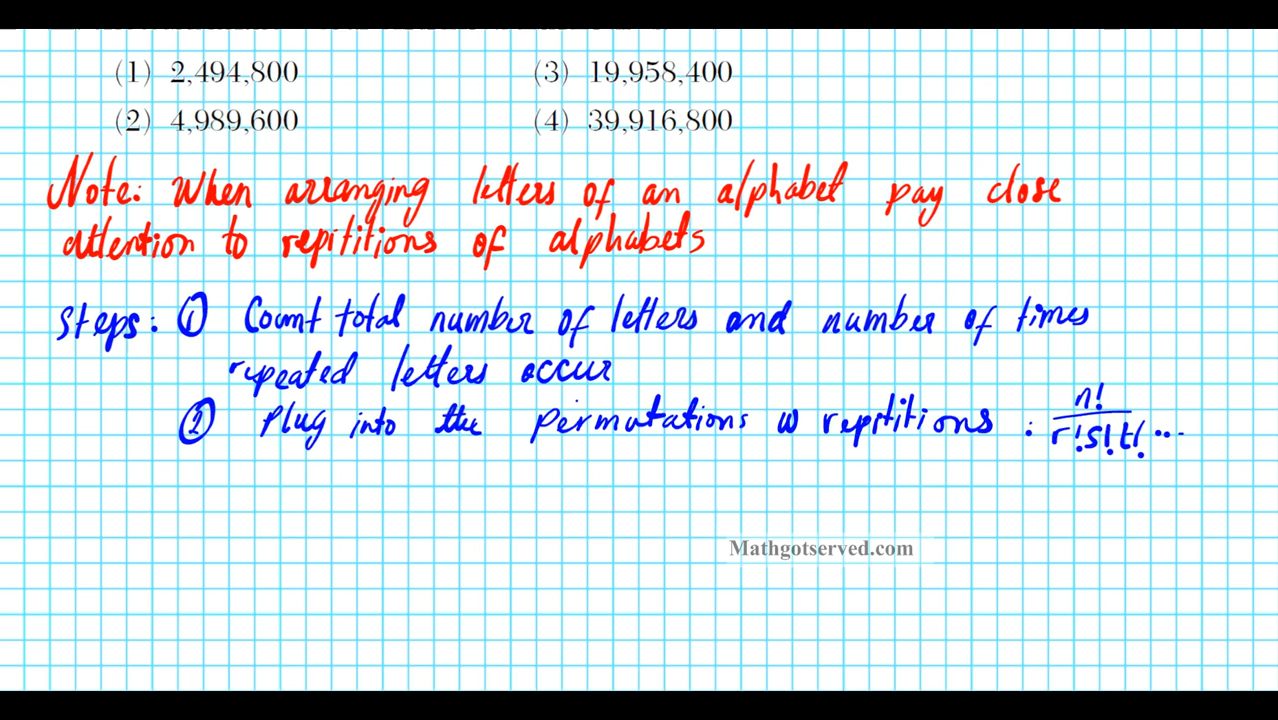 (1) 2,494,800 (3) 19,958,400
(2) 4,989,600 (4) 39,916,800
Note: When arranging letters of an alphabet pay close
attention to repititions of alphabets
Steps: ① Count total number of letters and number of times
repeated letters occur
② Plug into the permutations w repititions : n!/r!s!t!...
Mathgotserved.com